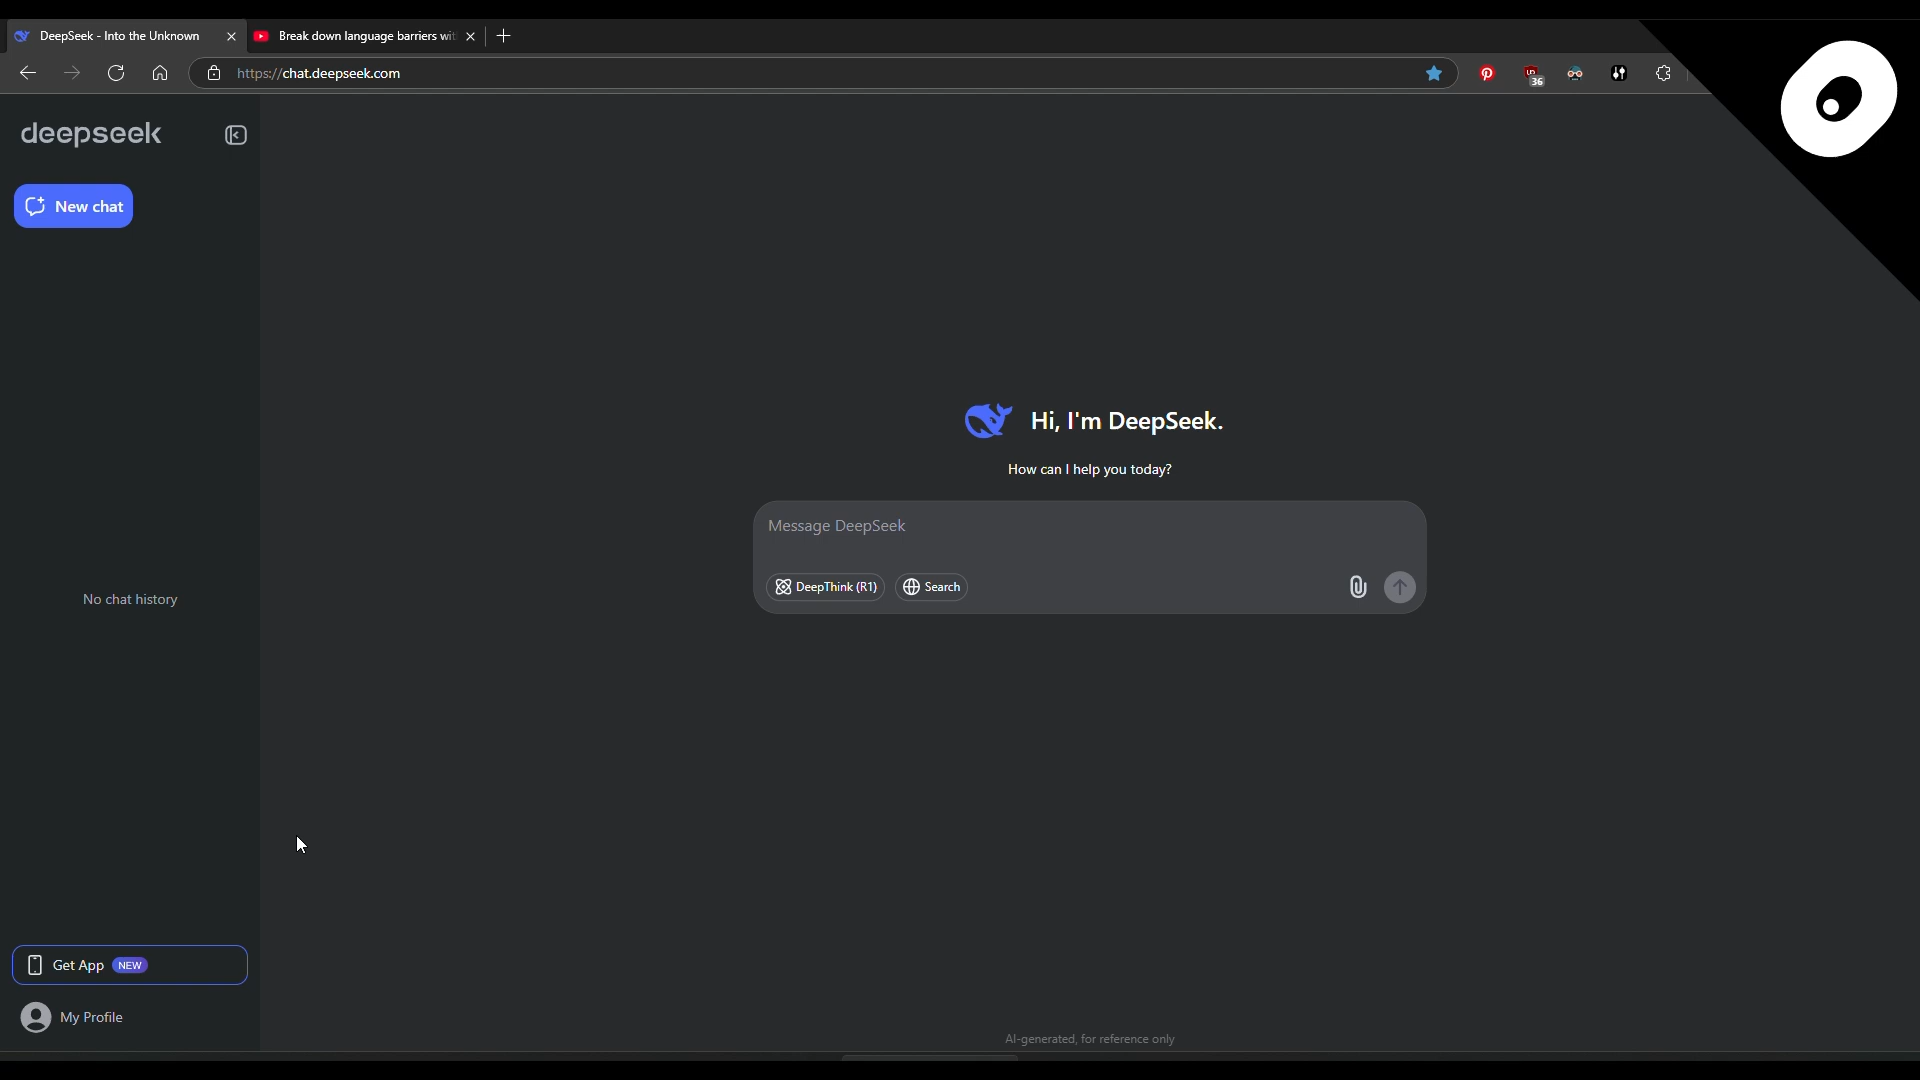 DeepSeek - Into the Unknown
Break down language barriers wit
https://chat.deepseek.com
36
deepseek
New chat
Hi, I'm DeepSeek.
How can I help you today?
Message DeepSeek
DeepThink (R1)
Search
No chat history
Get App NEW
My Profile
AI-generated, for reference only